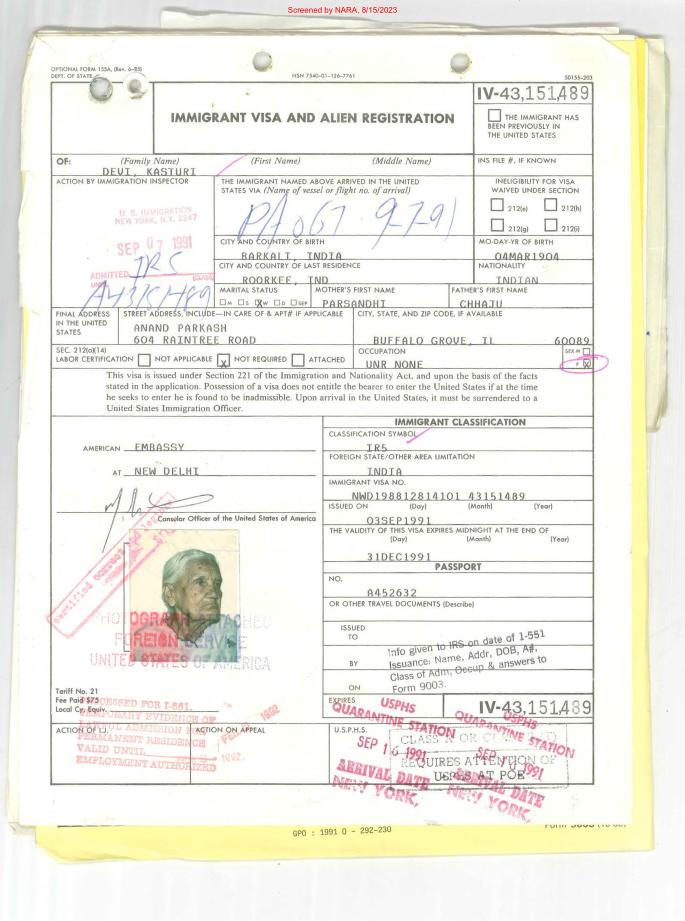 Screened by NARA, 8/15/2023
OPTIONAL FORM 155A, (Rev. 6-85)
DEPT. OF STATE
NSN 7540-01-126-7761
50155-203
IMMIGRANT VISA AND ALIEN REGISTRATION
IV-43,151,489
THE IMMIGRANT HAS
BEEN PREVIOUSLY IN
THE UNITED STATES
OF: (Family Name) (First Name) (Middle Name)
DEVI, KASTURI
INS FILE #, IF KNOWN
ACTION BY IMMIGRATION INSPECTOR
U.S. IMMIGRATION
NEW YORK, N.Y. 2247
SEP 07 1991
ADMITTED IR5
UNTIL
A43151489
THE IMMIGRANT NAMED ABOVE ARRIVED IN THE UNITED
STATES VIA (Name of vessel or flight no. of arrival)
PA 067 9-7-91
INELIGIBILITY FOR VISA
WAIVED UNDER SECTION
212(e) 212(h)
212(g) 212(i)
CITY AND COUNTRY OF BIRTH
BARKALI, INDIA
MO-DAY-YR OF BIRTH
04MAR1904
CITY AND COUNTRY OF LAST RESIDENCE
ROORKEE, IND
NATIONALITY
INDIAN
MARITAL STATUS
M S X W D SEP
MOTHER'S FIRST NAME
PARSANDHI
FATHER'S FIRST NAME
CHHAJU
FINAL ADDRESS
IN THE UNITED
STATES
STREET ADDRESS, INCLUDE—IN CARE OF & APT# IF APPLICABLE
ANAND PARKASH
604 RAINTREE ROAD
CITY, STATE, AND ZIP CODE, IF AVAILABLE
BUFFALO GROVE, IL 60089
SEC. 212(a)(14)
LABOR CERTIFICATION NOT APPLICABLE X NOT REQUIRED ATTACHED
OCCUPATION
UNR NONE
SEX M
F X
This visa is issued under Section 221 of the Immigration and Nationality Act, and upon the basis of the facts
stated in the application. Possession of a visa does not entitle the bearer to enter the United States if at the time
he seeks to enter he is found to be inadmissible. Upon arrival in the United States, it must be surrendered to a
United States Immigration Officer.
AMERICAN EMBASSY
AT NEW DELHI
Consular Officer of the United States of America
certified correct
PHOTOGRAPH ATTACHED
FOREIGN SERVICE
UNITED STATES OF AMERICA
IMMIGRANT CLASSIFICATION
CLASSIFICATION SYMBOL
IR5
FOREIGN STATE/OTHER AREA LIMITATION
INDIA
IMMIGRANT VISA NO.
NWD198812814101 43151489
ISSUED ON (Day) (Month) (Year)
03SEP1991
THE VALIDITY OF THIS VISA EXPIRES MIDNIGHT AT THE END OF
(Day) (Month) (Year)
31DEC1991
PASSPORT
NO.
A452632
OR OTHER TRAVEL DOCUMENTS (Describe)
ISSUED
TO
BY
ON
Info given to IRS on date of I-551
Issuance: Name, Addr, DOB, A#,
Class of Adm, Occup & answers to
Form 9003.
EXPIRES
IV-43,151,489
Tariff No. 21
Fee Paid $75
Local Cy. Equiv.
PROCESSED FOR I-551.
TEMPORARY EVIDENCE OF
LAWFUL ADMISSION FOR
PERMANENT RESIDENCE
VALID UNTIL
EMPLOYMENT AUTHORIZED
1992
ACTION OF I.J.
ACTION ON APPEAL
U.S.P.H.S.
USPHS
QUARANTINE STATION
SEP 16 1991
ARRIVAL DATE
NEW YORK,
USPHS
QUARANTINE STATION
1991
ARRIVAL DATE
NEW YORK,
REQUIRES ATTENTION OF
USPHS AT POE
GPO : 1991 O - 292-230